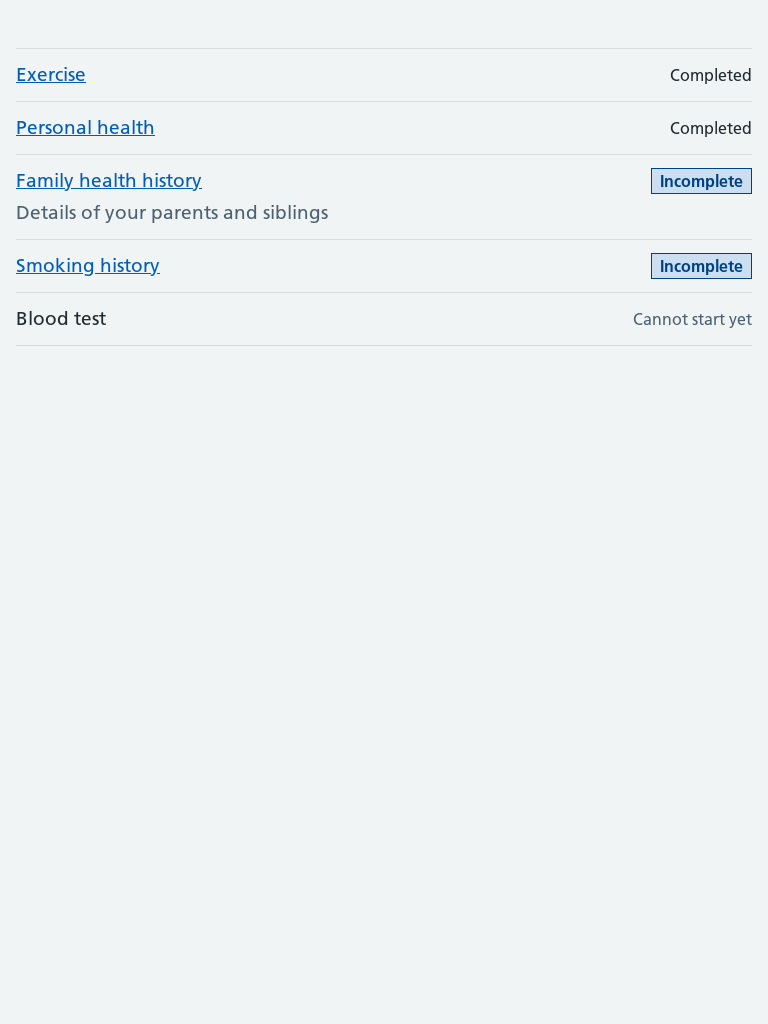 Exercise Completed
Personal health Completed
Family health history Incomplete
Details of your parents and siblings
Smoking history Incomplete
Blood test Cannot start yet